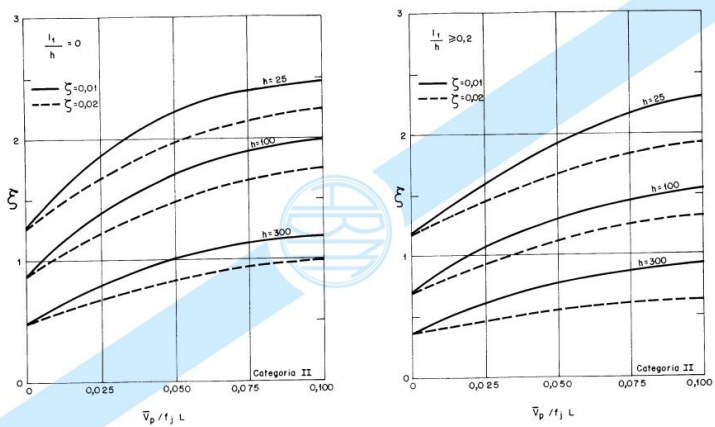 3
l₁/h = 0
ζ=0,01
ζ=0,02
h=25
2
h=100
ξ
1
h=300
Categoria II
0
0 0,025 0,050 0,075 0,100
V̅p / fj L
3
l₁/h ≥0,2
ζ=0,01
ζ=0,02
h=25
2
h=100
ξ
1
h=300
Categoria II
0
0 0,025 0,050 0,075 0,100
V̅p / fj L